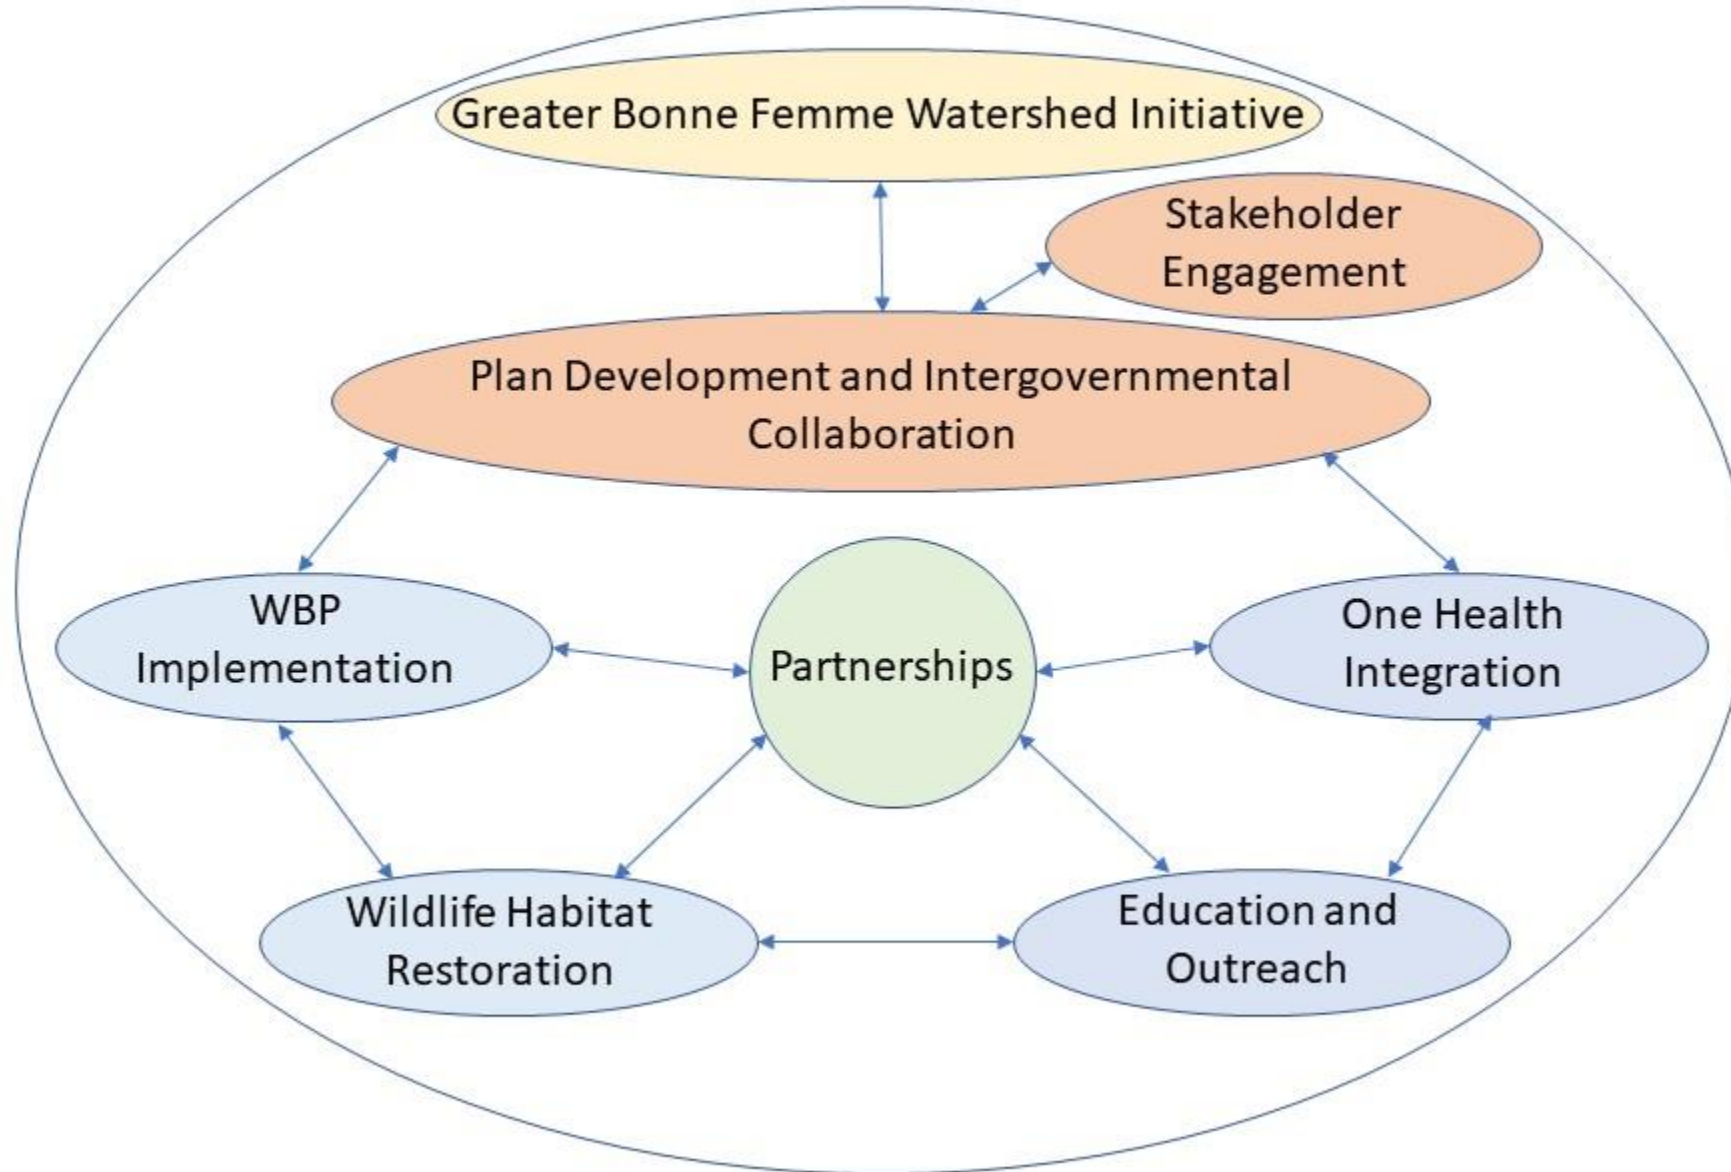 Greater Bonne Femme Watershed Initiative
Stakeholder
Engagement
Plan Development and Intergovernmental
Collaboration
WBP
Implementation
Partnerships
One Health
Integration
Wildlife Habitat
Restoration
Education and
Outreach